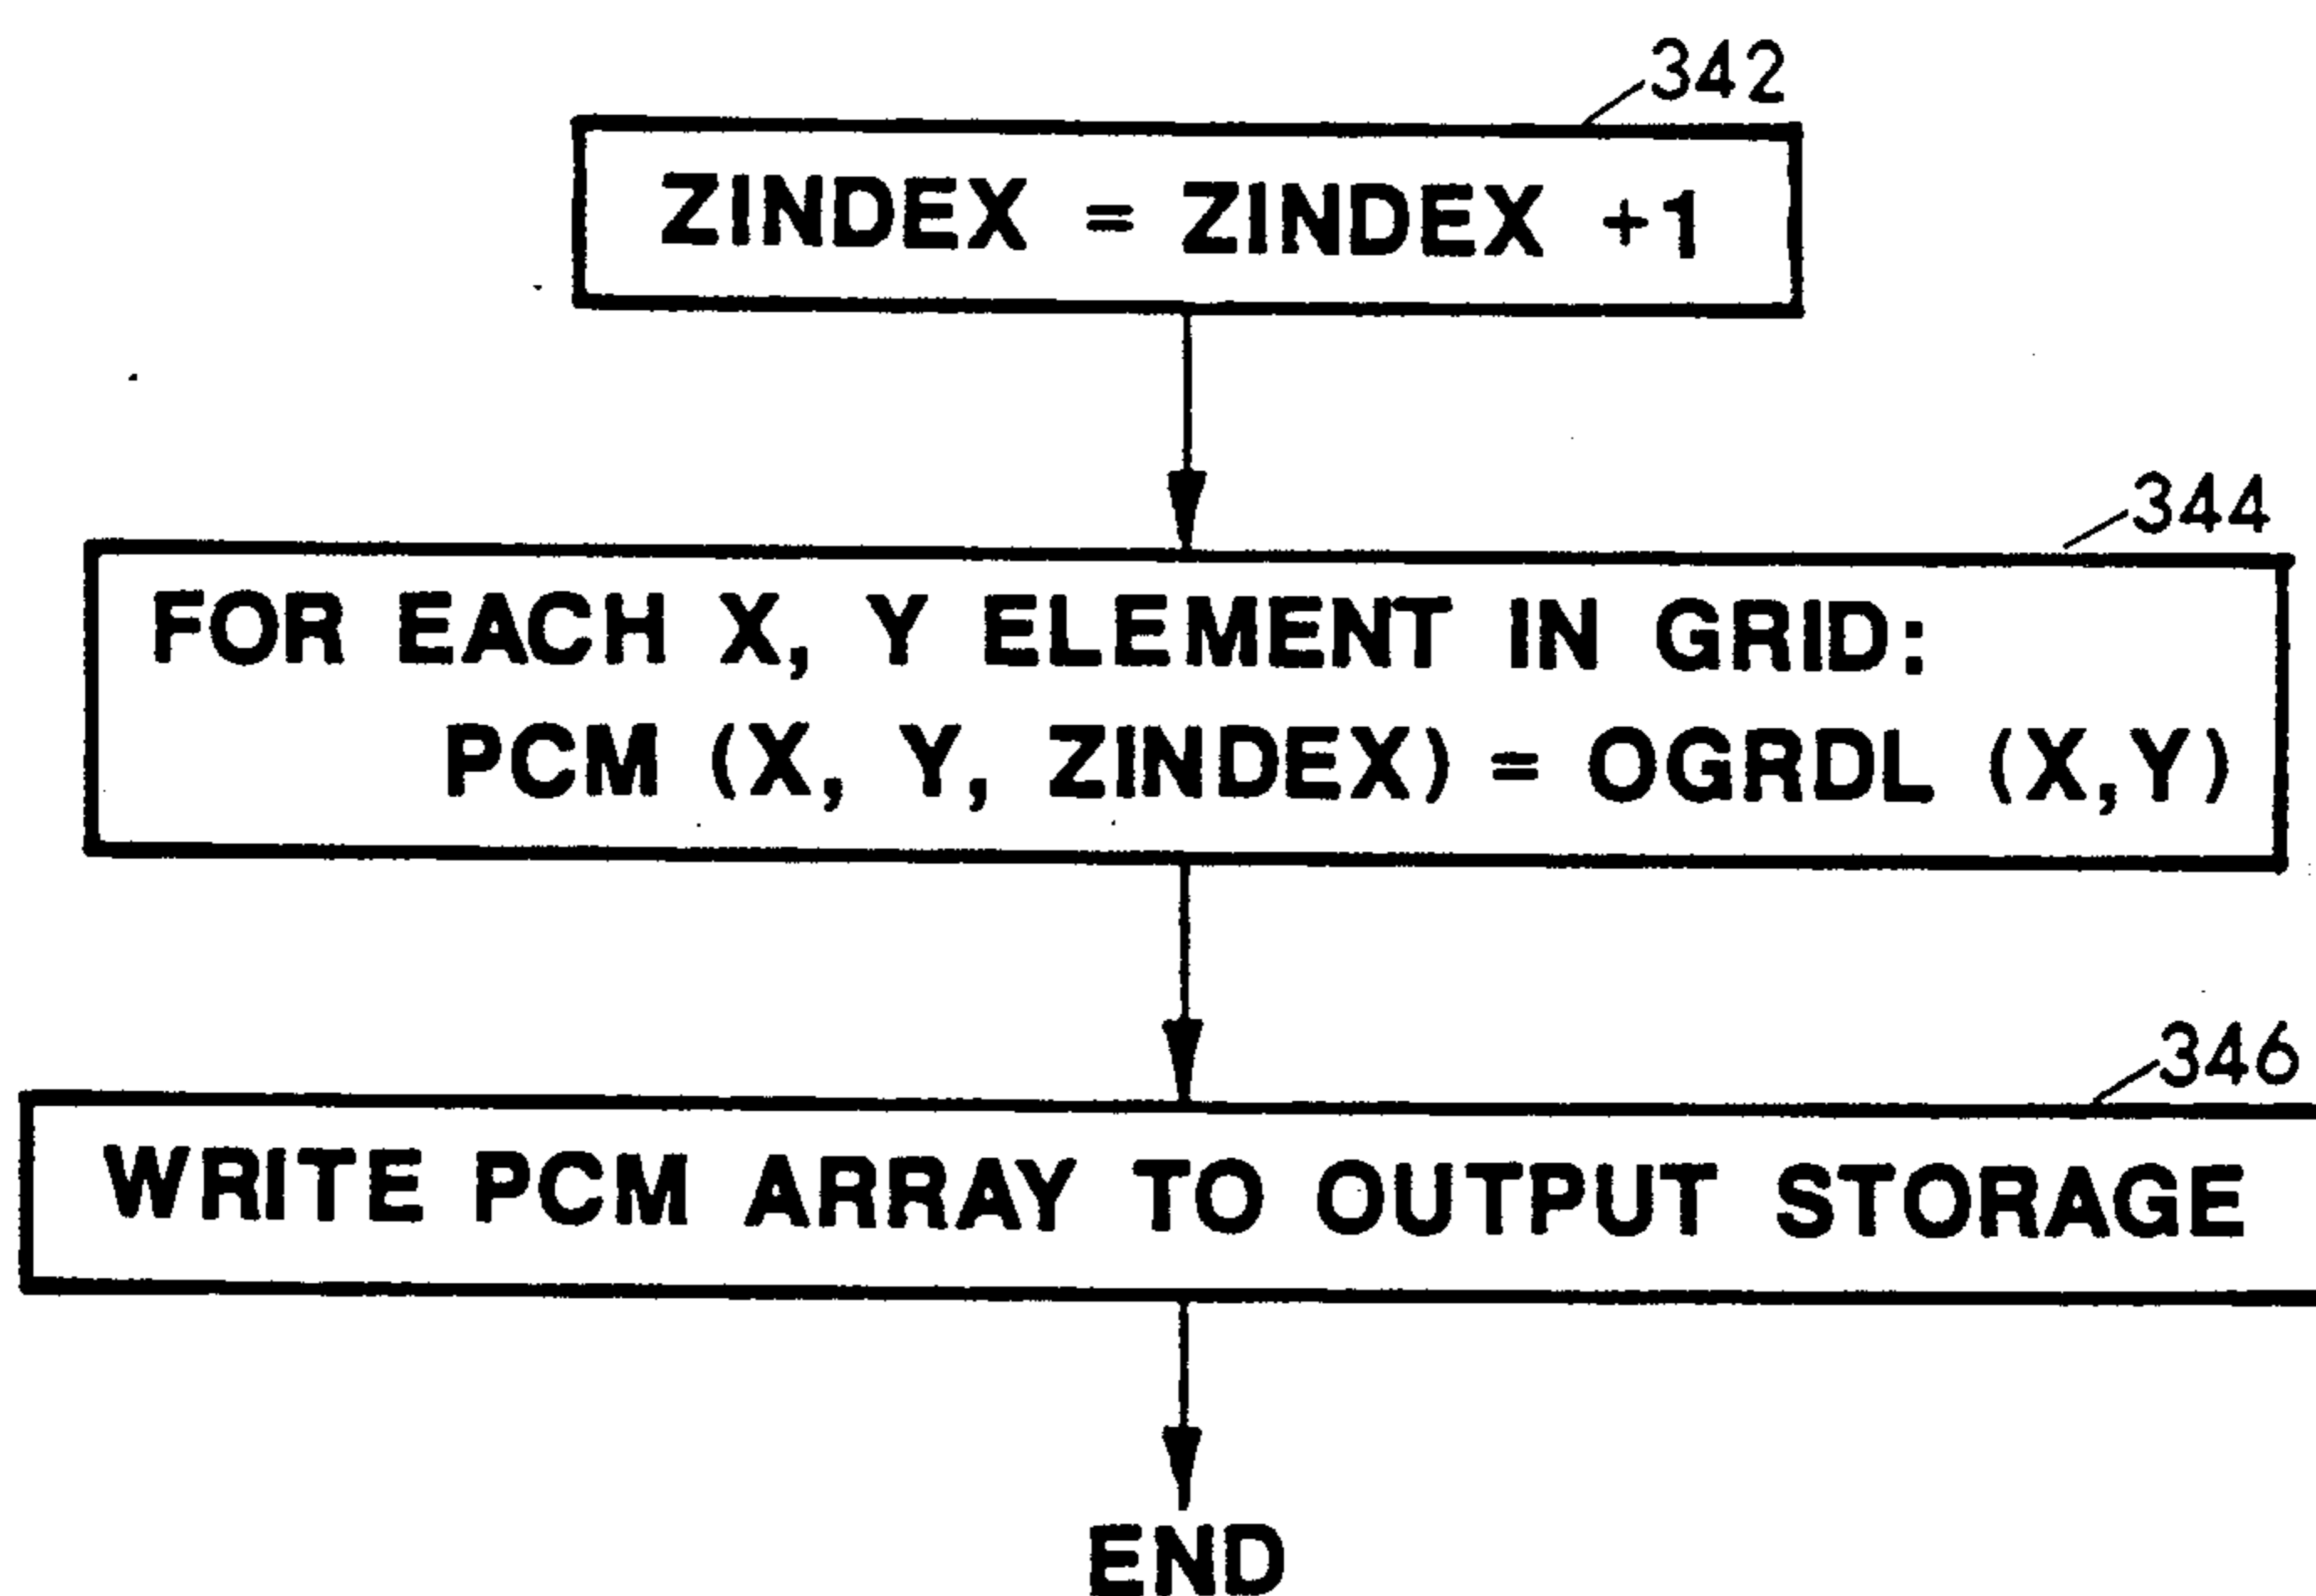 342
ZINDEX = ZINDEX +1
344
FOR EACH X, Y ELEMENT IN GRID:
PCM (X, Y, ZINDEX) = OGRDL (X,Y)
346
WRITE PCM ARRAY TO OUTPUT STORAGE
END